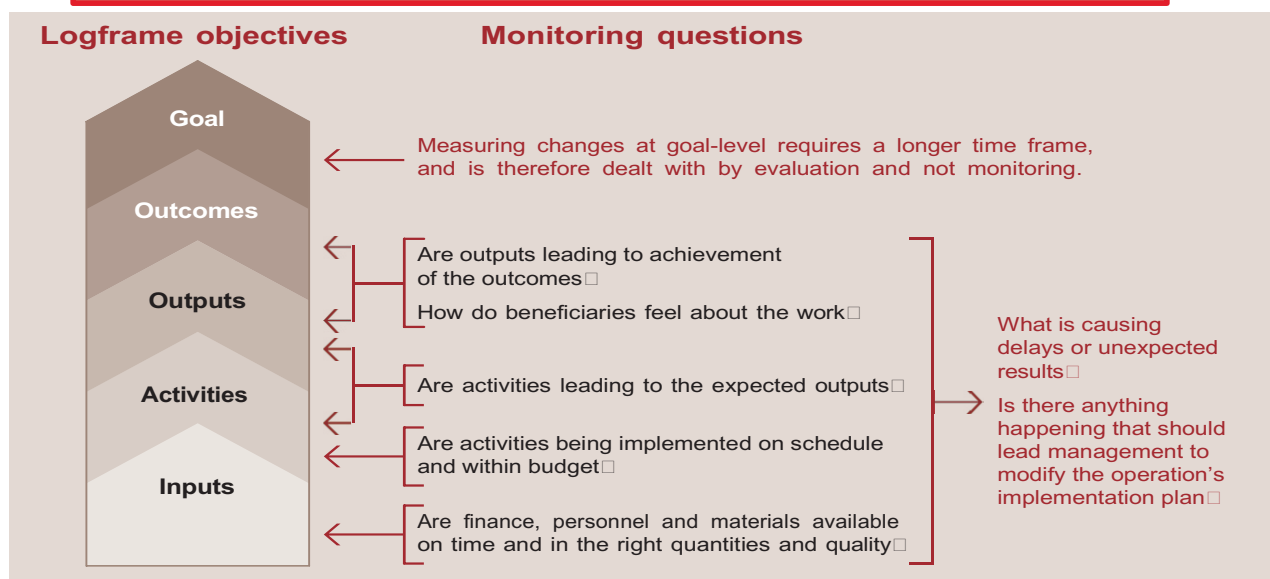 Logframe objectives
Monitoring questions
Goal
Measuring changes at goal-level requires a longer time frame,
and is therefore dealt with by evaluation and not monitoring.
Outcomes
Are outputs leading to achievement
of the outcomes□
How do beneficiaries feel about the work□
Outputs
Are activities leading to the expected outputs□
Activities
Are activities being implemented on schedule
and within budget□
Inputs
Are finance, personnel and materials available
on time and in the right quantities and quality□
What is causing
delays or unexpected
results□
Is there anything
happening that should
lead management to
modify the operation's
implementation plan□